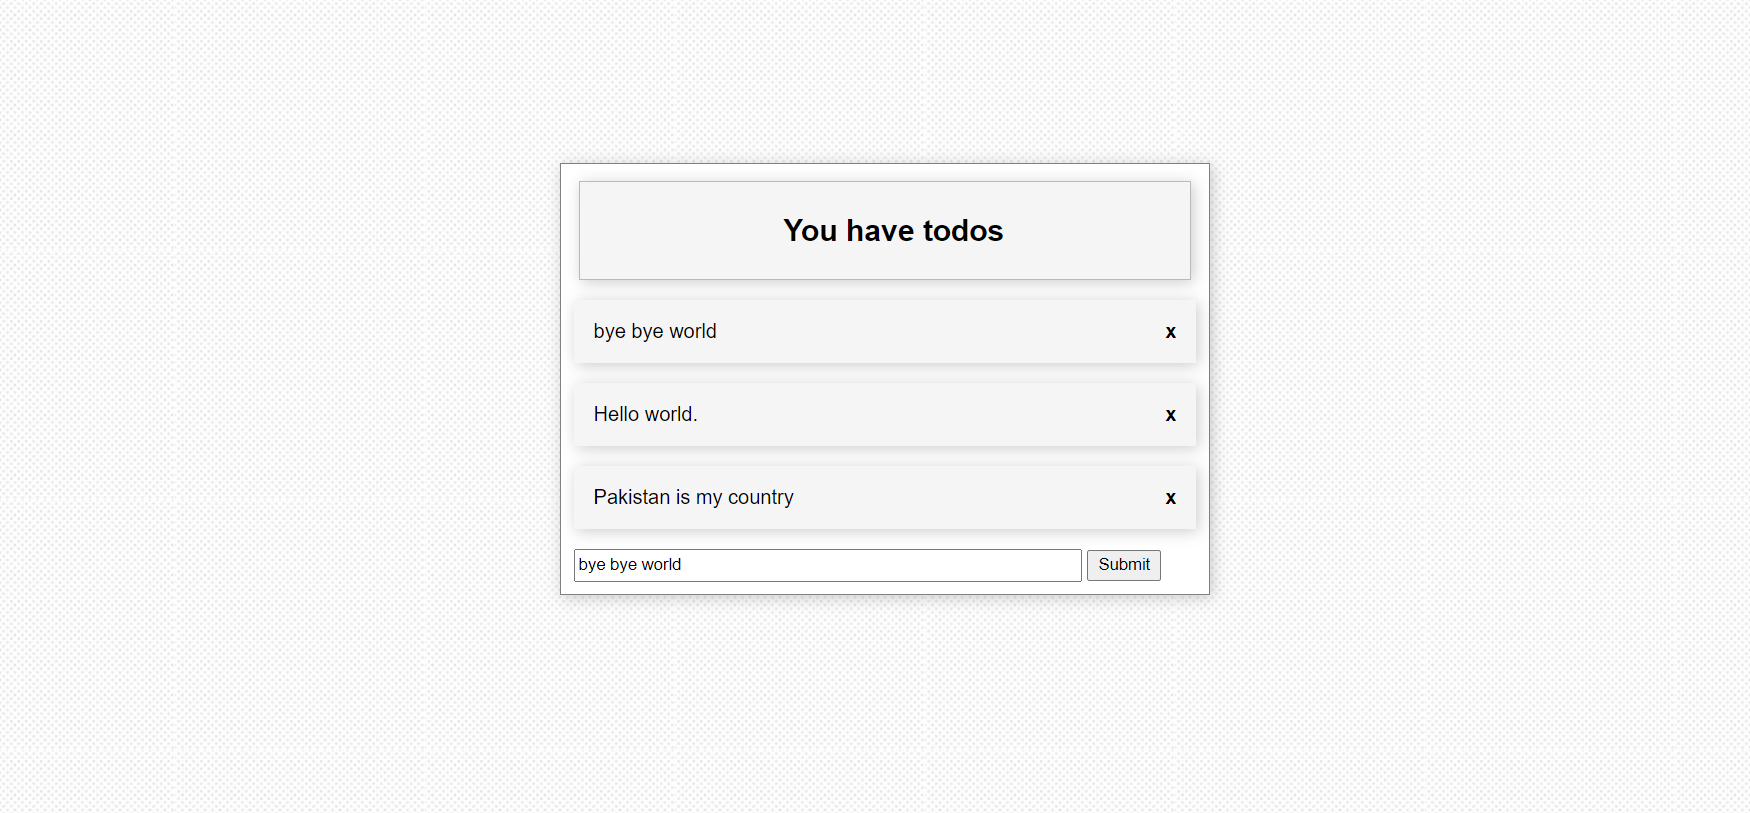 You have todos
bye bye world x
Hello world. x
Pakistan is my country x
bye bye world Submit